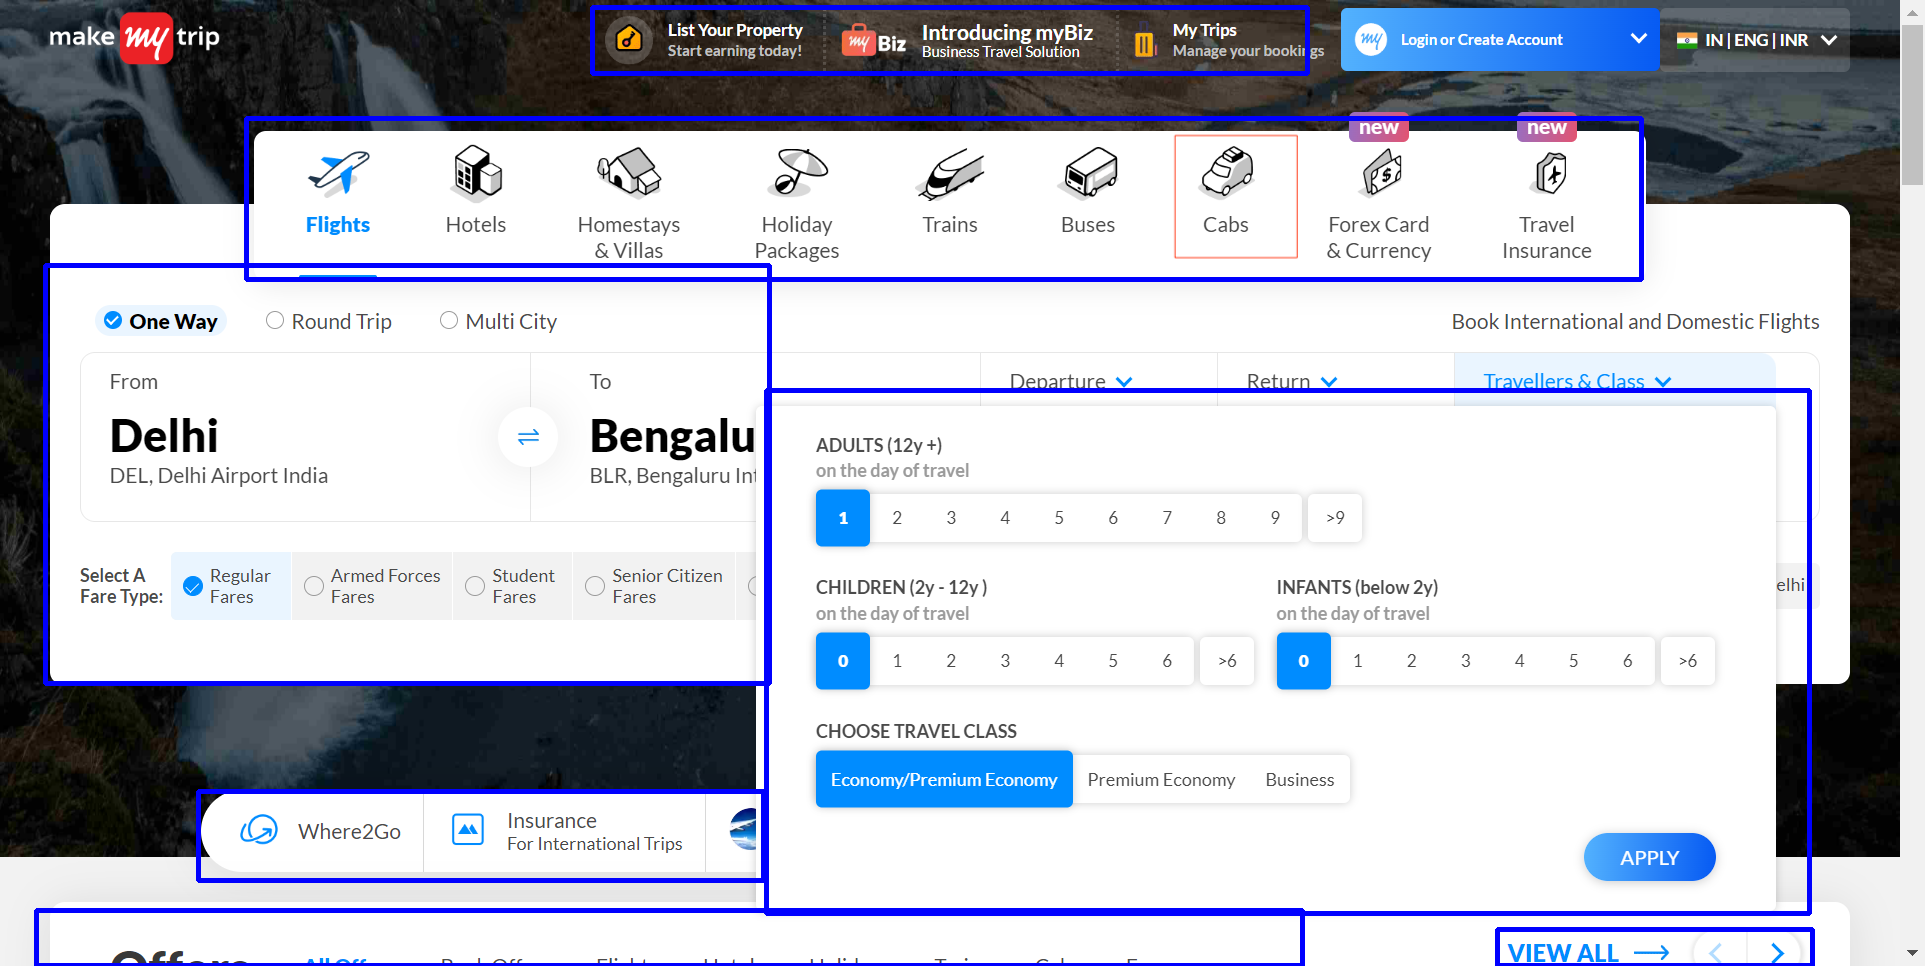 make my trip
List Your Property
Start earning today!
my Biz
Introducing myBiz
Business Travel Solution
My Trips
Manage your bookings
my
Login or Create Account
IN | ENG | INR
new
new
Flights
Hotels
Homestays
& Villas
Holiday
Packages
Trains
Buses
Cabs
Forex Card
& Currency
Travel
Insurance
One Way
Round Trip
Multi City
Book International and Domestic Flights
From
Delhi
DEL, Delhi Airport India
To
Bengalu
BLR, Bengaluru Int
Departure
Return
Travellers & Class
ADULTS (12y +)
on the day of travel
1 2 3 4 5 6 7 8 9 >9
Select A
Fare Type:
Regular
Fares
Armed Forces
Fares
Student
Fares
Senior Citizen
Fares
elhi
CHILDREN (2y - 12y )
on the day of travel
0 1 2 3 4 5 6 >6
INFANTS (below 2y)
on the day of travel
0 1 2 3 4 5 6 >6
CHOOSE TRAVEL CLASS
Economy/Premium Economy Premium Economy Business
APPLY
Where2Go
Insurance
For International Trips
Offers
All Off
VIEW ALL